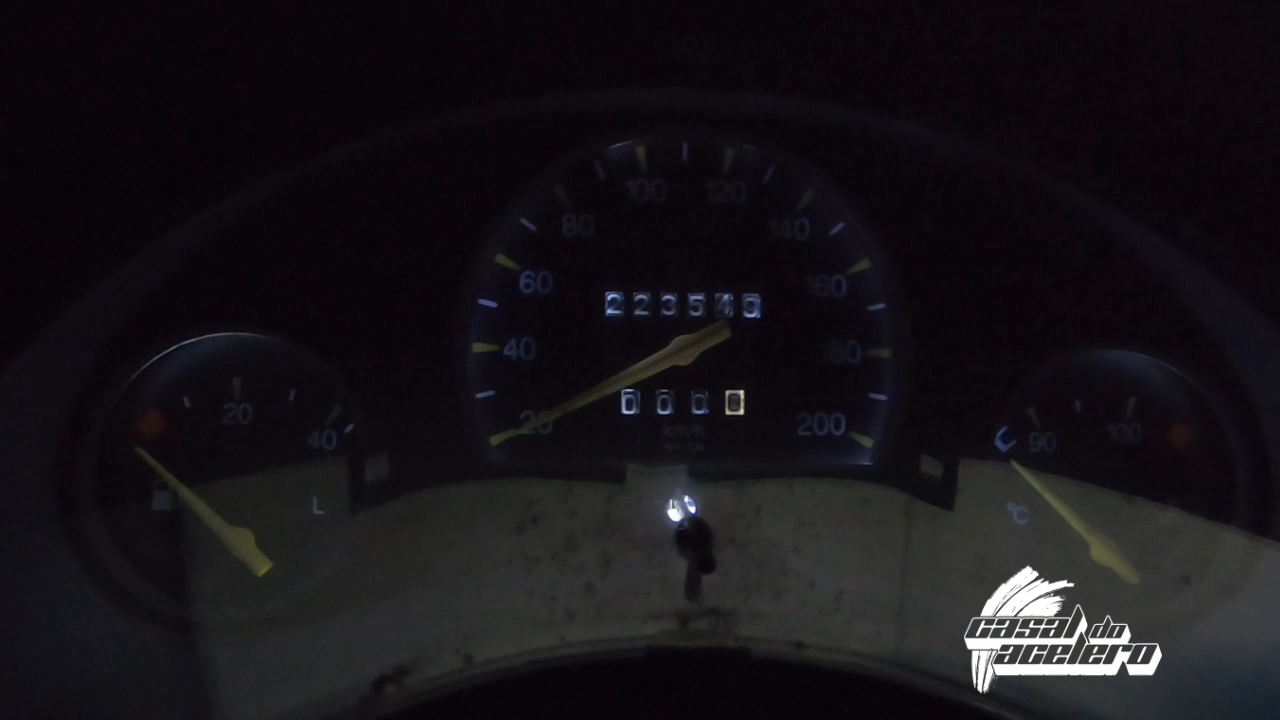 100 120
80 140
60 160
223549
40 180
20 200
0000
km/h
20
40
L
90 100
°C
casal do
acelero